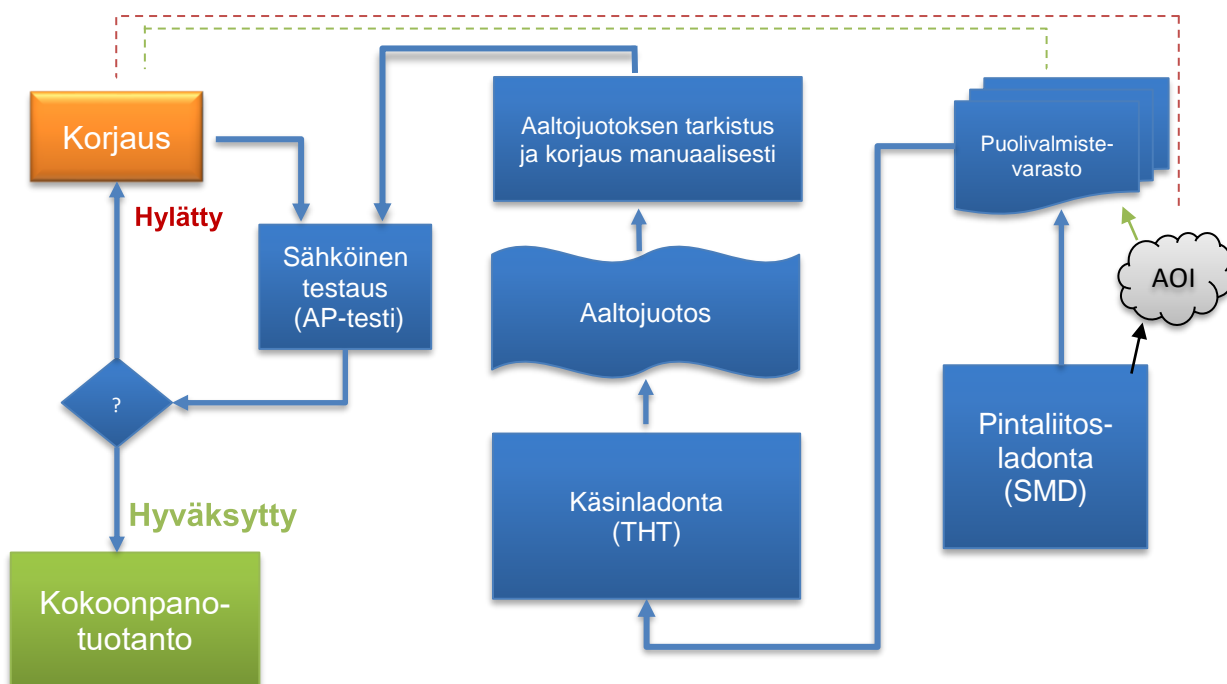 Korjaus
Hylätty
Sähköinen
testaus
(AP-testi)
?
Hyväksytty
Kokoonpano-
tuotanto
Aaltojuotoksen tarkistus
ja korjaus manuaalisesti
Aaltojuotos
Käsinladonta
(THT)
Puolivalmiste-
varasto
AOI
Pintaliitos-
ladonta
(SMD)